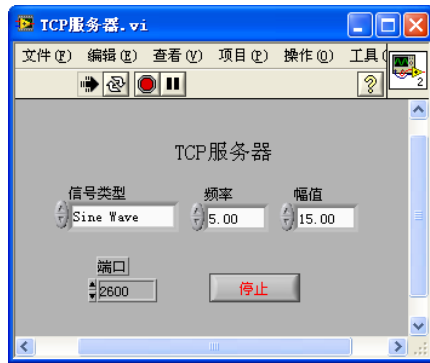 TCP服务器.vi
文件(F) 编辑(E) 查看(V) 项目(P) 操作(O) 工具(
2
TCP服务器
信号类型 频率 幅值
Sine Wave 5.00 15.00
端口
2600 停止